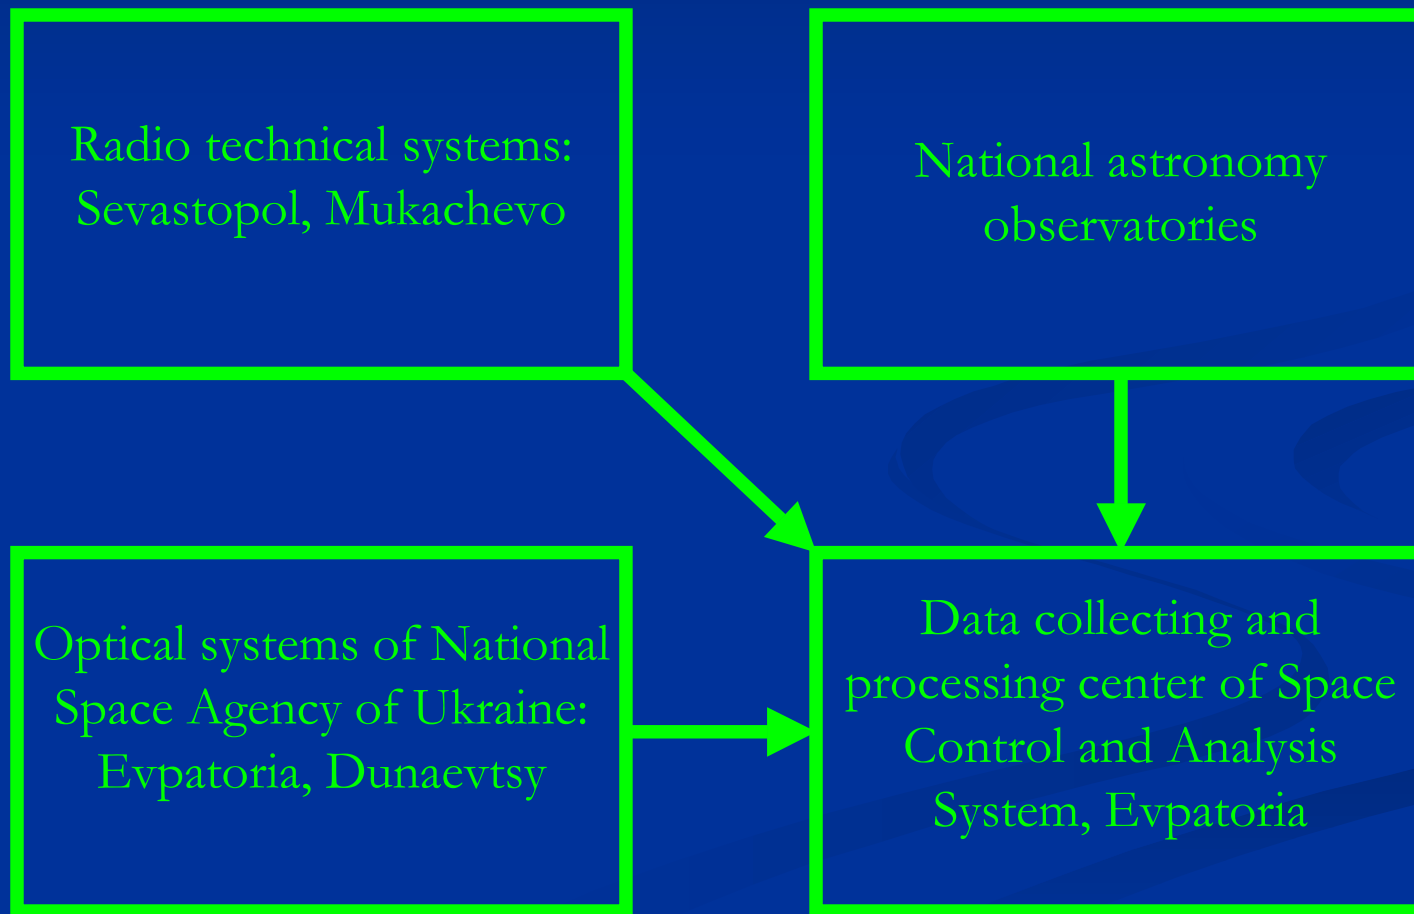 Radio technical systems:
Sevastopol, Mukachevo
National astronomy
observatories
Optical systems of National
Space Agency of Ukraine:
Evpatoria, Dunaevtsy
Data collecting and
processing center of Space
Control and Analysis
System, Evpatoria